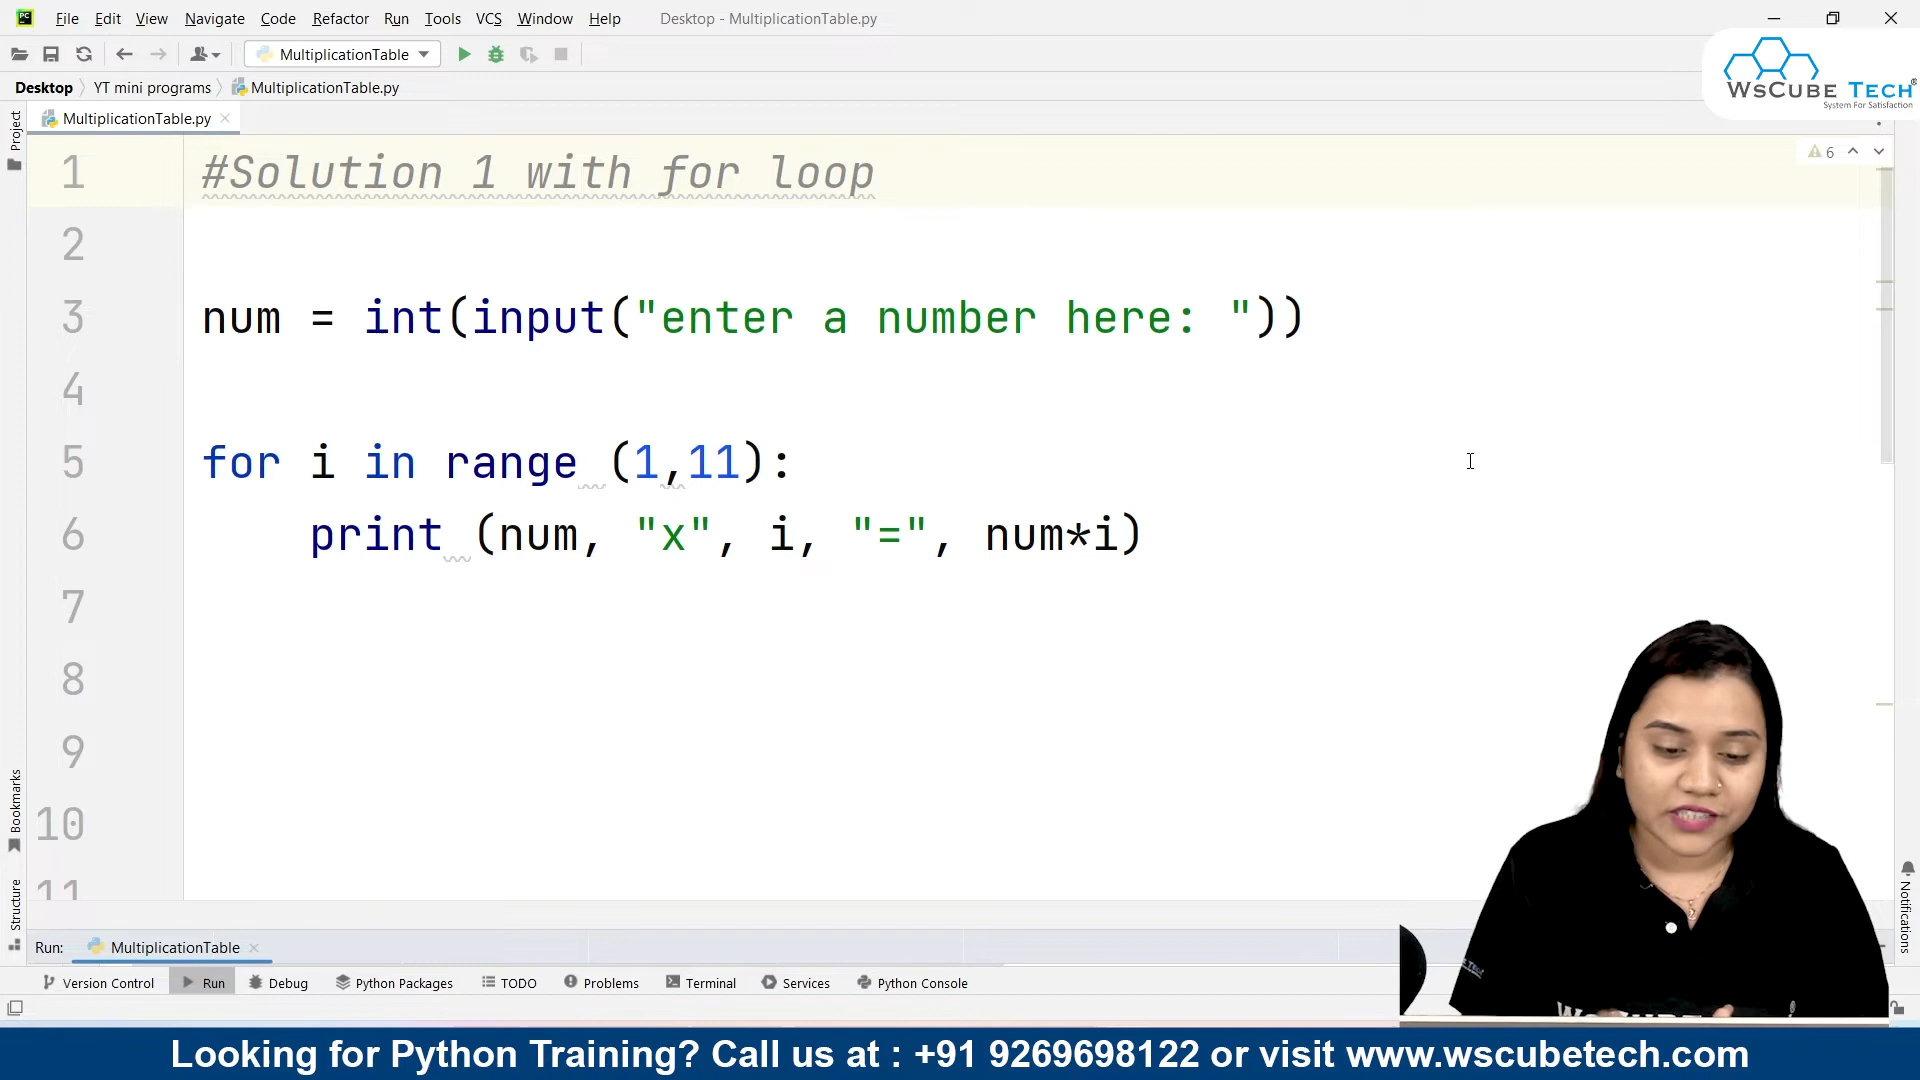 File Edit View Navigate Code Refactor Run Tools VCS Window Help Desktop - MultiplicationTable.py
MultiplicationTable
WsCube Tech®
System For Satisfaction
Desktop YT mini programs MultiplicationTable.py
MultiplicationTable.py
Project
6
1 #Solution 1 with for loop
2
3 num = int(input("enter a number here: "))
4
5 for i in range (1,11):
6 print (num, "x", i, "=", num*i)
7
8
9
10
11
Bookmarks
Structure
Notifications
Run: MultiplicationTable
Version Control Run Debug Python Packages TODO Problems Terminal Services Python Console
Looking for Python Training? Call us at : +91 9269698122 or visit www.wscubetech.com